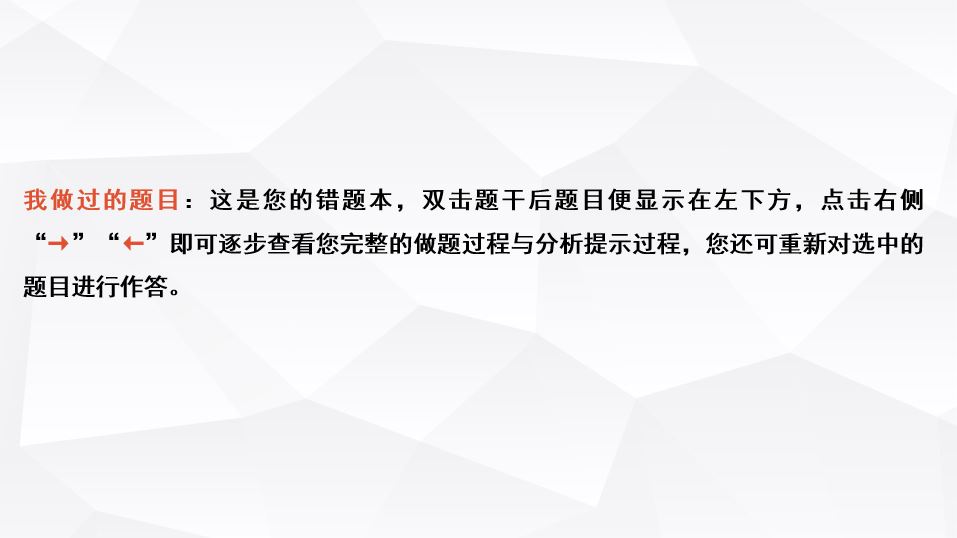 我做过的题目：这是您的错题本，双击题干后题目便显示在左下方，点击右侧
“→”“←”即可逐步查看您完整的做题过程与分析提示过程，您还可重新对选中的
题目进行作答。